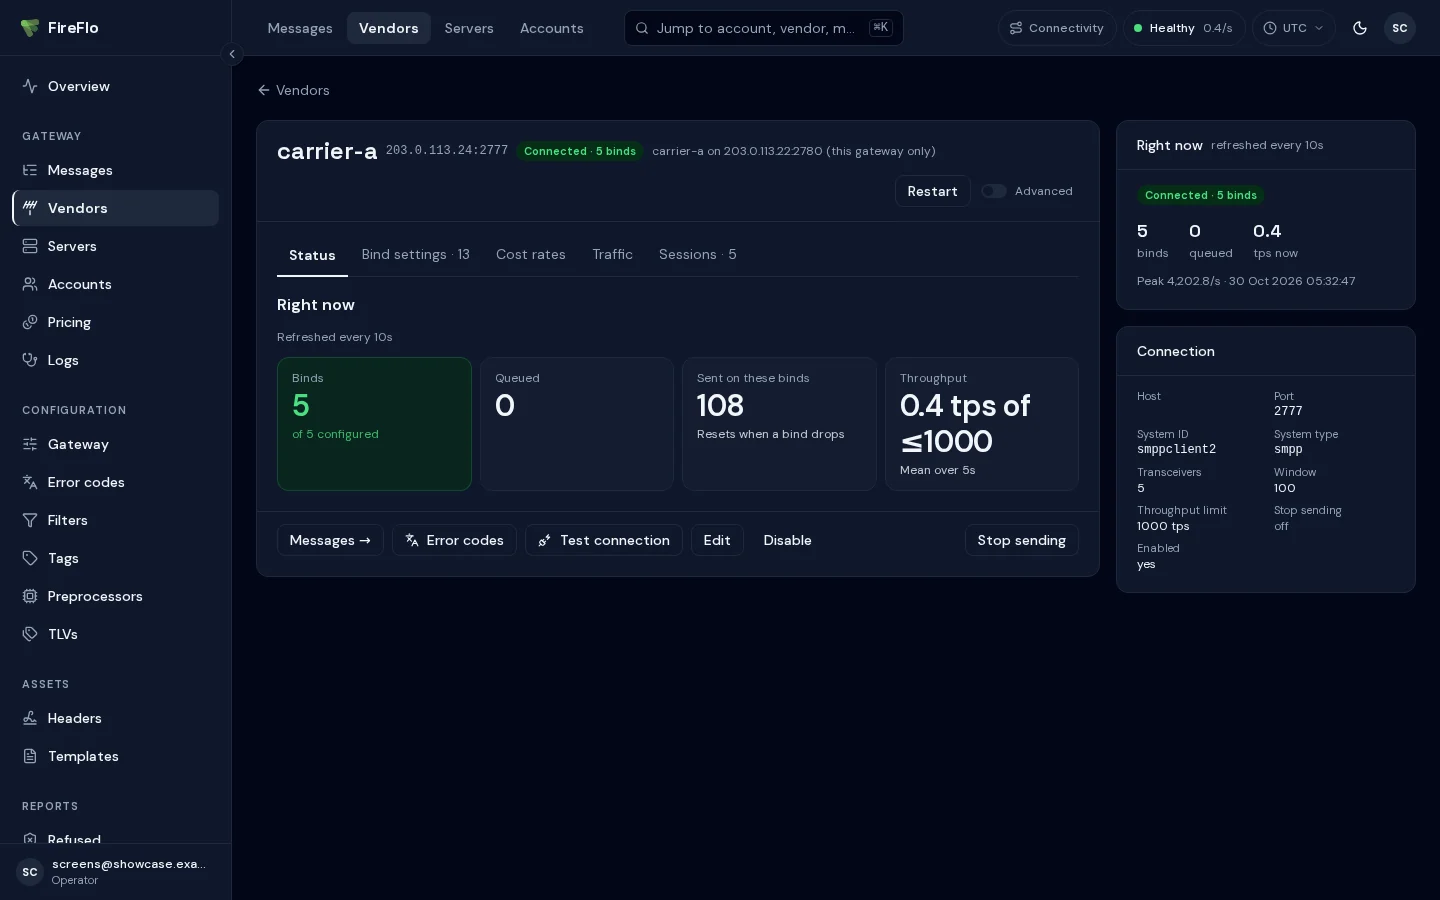 FireFlo
Messages
Vendors
Servers
Accounts
Jump to account, vendor, m...
⌘K
Connectivity
Healthy 0.4/s
UTC
SC
Overview
GATEWAY
Messages
Vendors
Servers
Accounts
Pricing
Logs
CONFIGURATION
Gateway
Error codes
Filters
Tags
Preprocessors
TLVs
ASSETS
Headers
Templates
REPORTS
Refused
SC
screens@showcase.exa...
Operator
← Vendors
carrier-a 203.0.113.24:2777 Connected · 5 binds carrier-a on 203.0.113.22:2780 (this gateway only)
Restart
Advanced
Status
Bind settings · 13
Cost rates
Traffic
Sessions · 5
Right now
Refreshed every 10s
Binds
5
of 5 configured
Queued
0
Sent on these binds
108
Resets when a bind drops
Throughput
0.4 tps of
≤1000
Mean over 5s
Messages →
Error codes
Test connection
Edit
Disable
Stop sending
Right now refreshed every 10s
Connected · 5 binds
5 0 0.4
binds queued tps now
Peak 4,202.8/s · 30 Oct 2026 05:32:47
Connection
Host Port
2777
System ID System type
smppclient2 smpp
Transceivers Window
5 100
Throughput limit Stop sending
1000 tps off
Enabled
yes